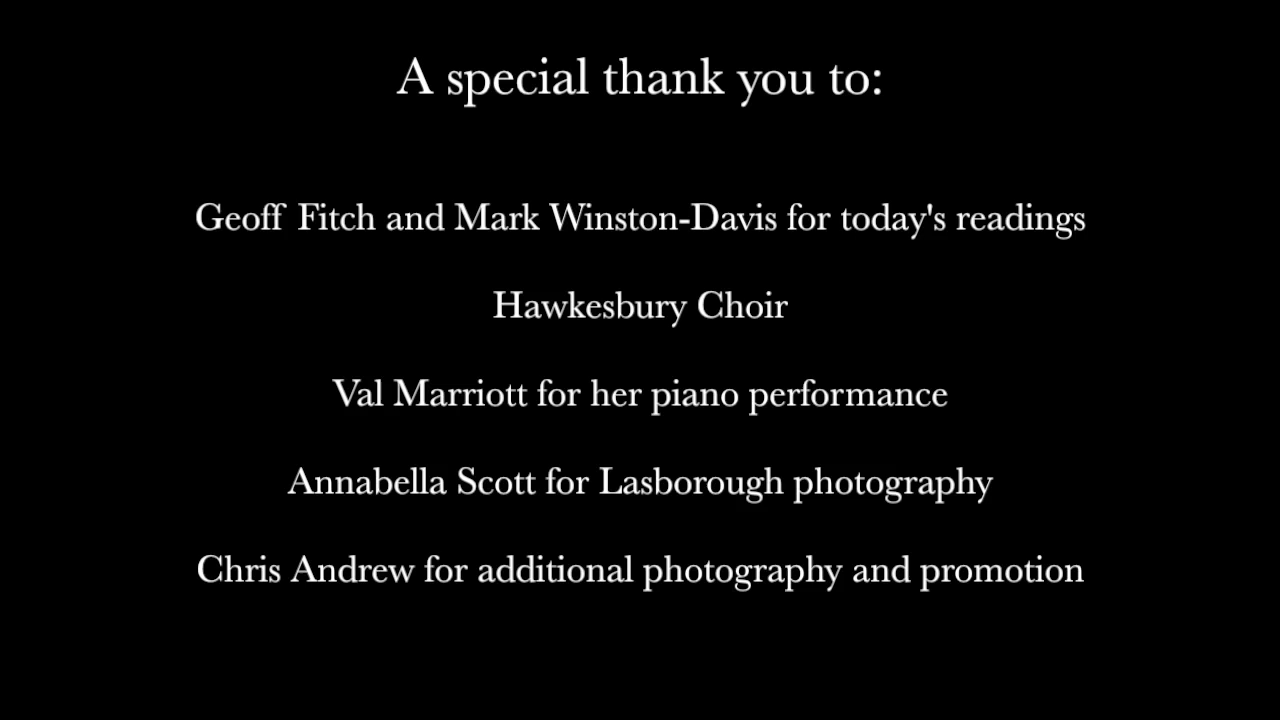 A special thank you to:
Geoff Fitch and Mark Winston-Davis for today's readings
Hawkesbury Choir
Val Marriott for her piano performance
Annabella Scott for Lasborough photography
Chris Andrew for additional photography and promotion